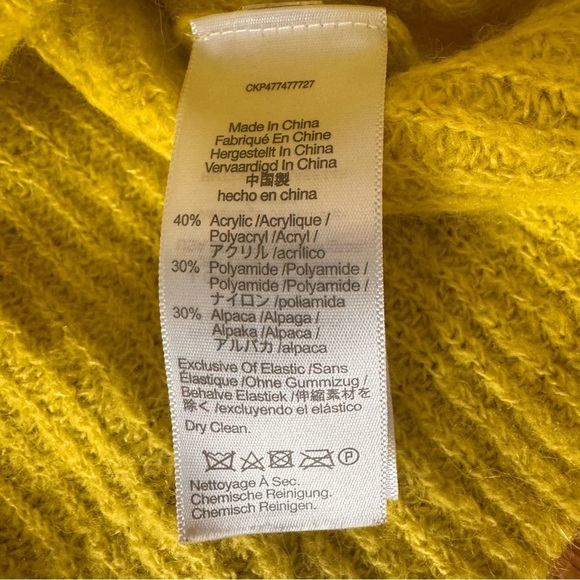 CKP477477727
Made In China
Fabriqué En Chine
Hergestellt In China
Vervaardigd In China
中国製
hecho en china
40% Acrylic /Acrylique /
Polyacryl /Acryl /
アクリル /acrílico
30% Polyamide /Polyamide /
Polyamide /Polyamide /
ナイロン /poliamida
30% Alpaca /Alpaga /
Alpaka /Alpaca /
アルパカ /alpaca
Exclusive Of Elastic /Sans
Élastique /Ohne Gummizug /
Behalve Elastiek /伸縮素材を
除く /excluyendo el elástico
Dry Clean.
P
Nettoyage À Sec.
Chemische Reinigung.
Chemisch Reinigen.